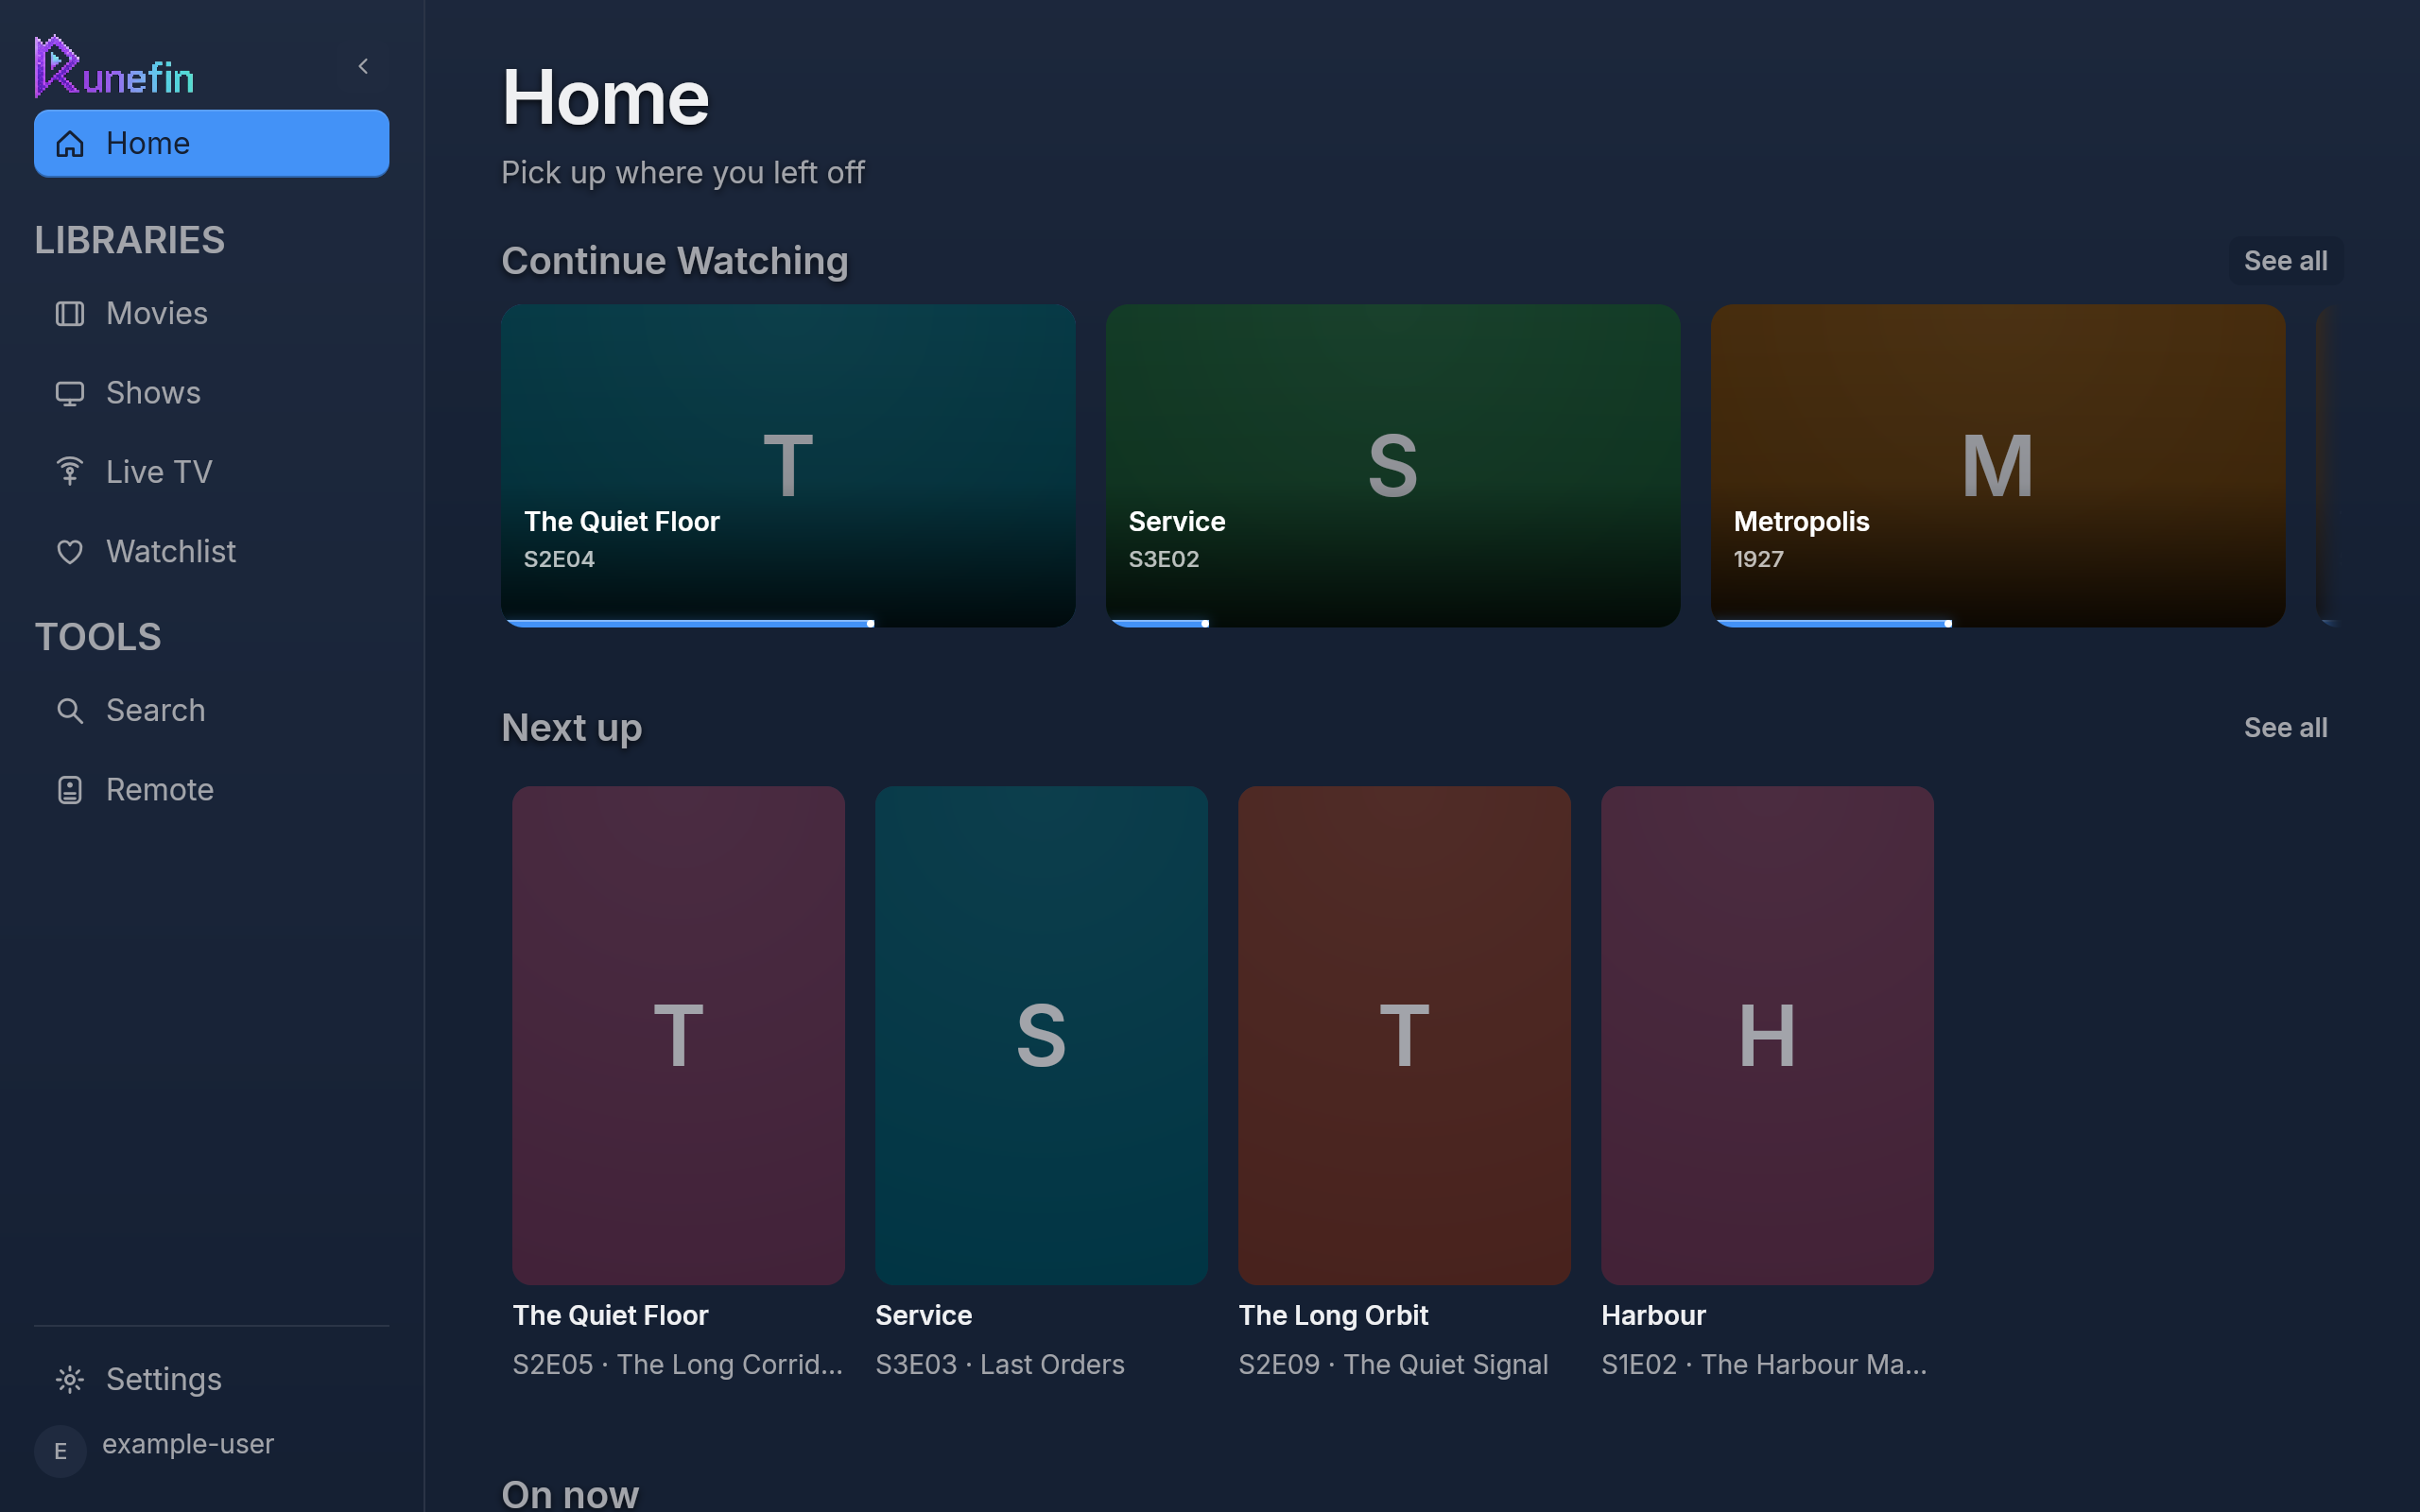 Runefin
Home
LIBRARIES
Movies
Shows
Live TV
Watchlist
TOOLS
Search
Remote
Settings
E
example-user
Home
Pick up where you left off
Continue Watching
See all
T
The Quiet Floor
S2E04
S
Service
S3E02
M
Metropolis
1927
Next up
See all
T
The Quiet Floor
S2E05 · The Long Corrid...
S
Service
S3E03 · Last Orders
T
The Long Orbit
S2E09 · The Quiet Signal
H
Harbour
S1E02 · The Harbour Ma...
On now